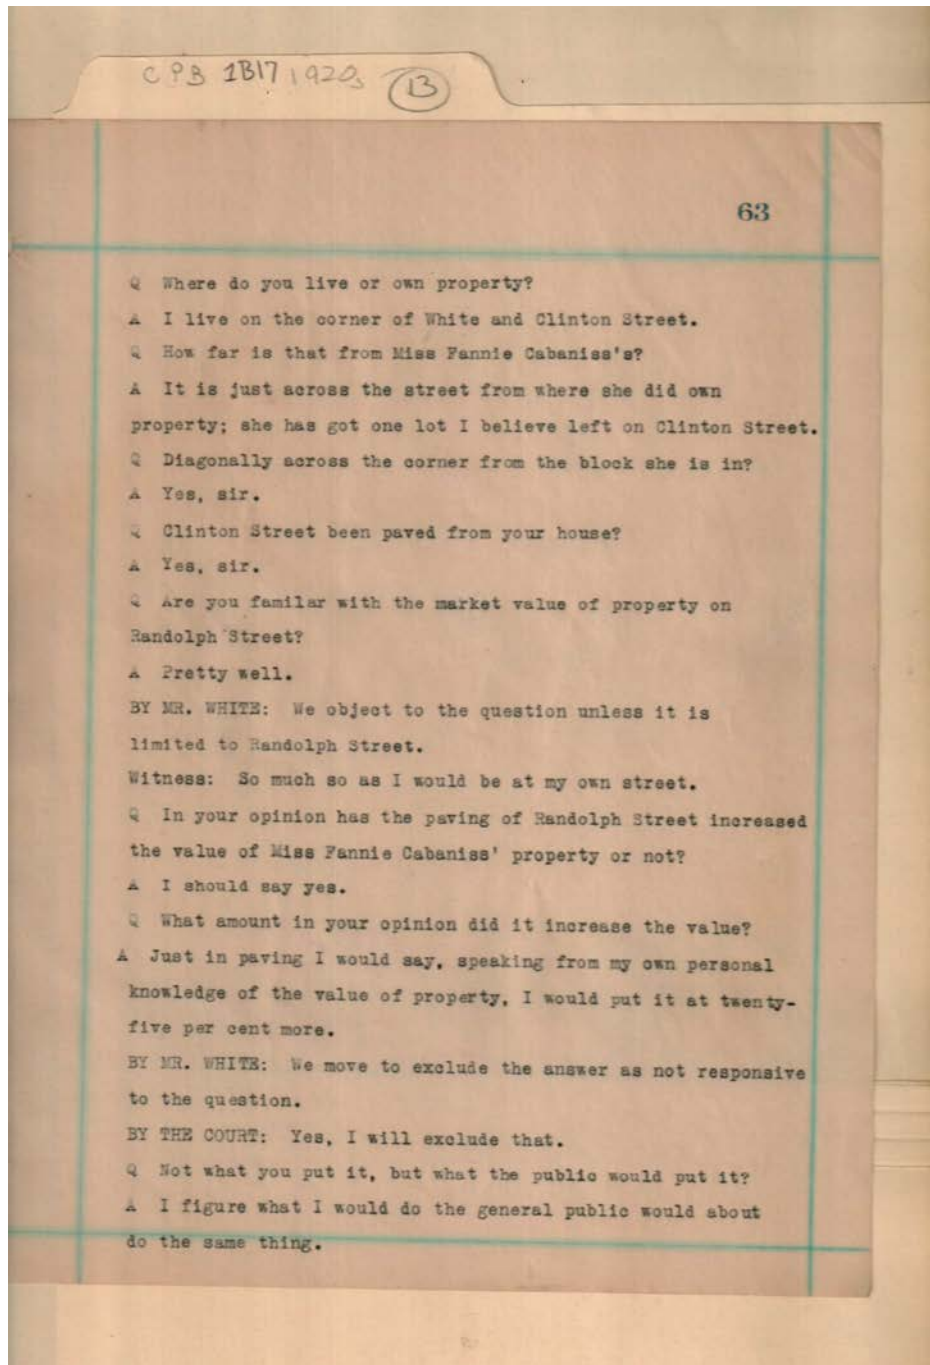 CPB 1B17 1920s 13
63
Q Where do you live or own property?
A I live on the corner of White and Clinton Street.
Q How far is that from Miss Fannie Cabaniss's?
A It is just across the street from where she did own
property; she has got one lot I believe left on Clinton Street.
Q Diagonally across the corner from the block she is in?
A Yes, sir.
Q Clinton Street been paved from your house?
A Yes, sir.
Q Are you familar with the market value of property on
Randolph Street?
A Pretty well.
BY MR. WHITE: We object to the question unless it is
limited to Randolph Street.
Witness: So much so as I would be at my own street.
Q In your opinion has the paving of Randolph Street increased
the value of Miss Fannie Cabaniss' property or not?
A I should say yes.
Q What amount in your opinion did it increase the value?
A Just in paving I would say, speaking from my own personal
knowledge of the value of property, I would put it at twenty-
five per cent more.
BY MR. WHITE: We move to exclude the answer as not responsive
to the question.
BY THE COURT: Yes, I will exclude that.
Q Not what you put it, but what the public would put it?
A I figure what I would do the general public would about
do the same thing.